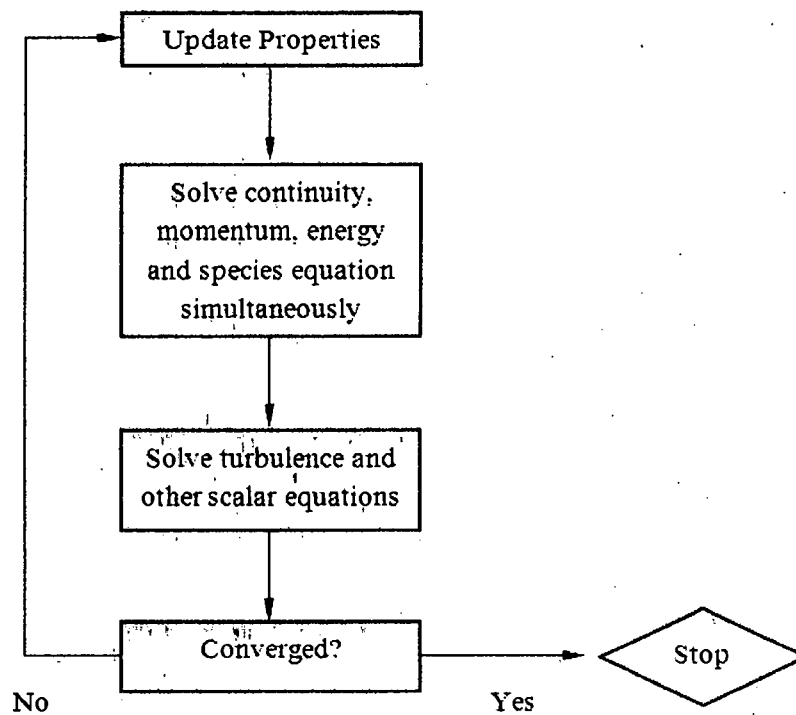 Update Properties
Solve continuity,
momentum, energy
and species equation
simultaneously
Solve turbulence and
other scalar equations
Converged?
Stop
No
Yes